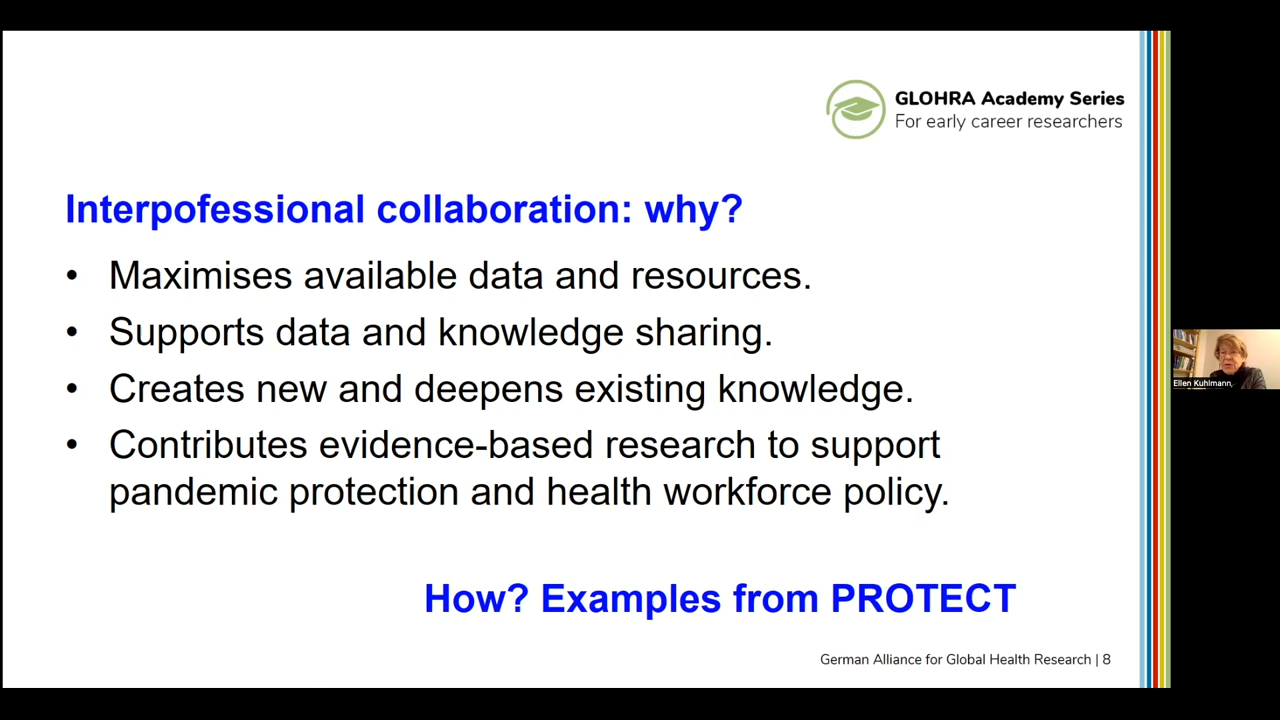 GLOHRA Academy Series
For early career researchers
Interpofessional collaboration: why?
• Maximises available data and resources.
• Supports data and knowledge sharing.
• Creates new and deepens existing knowledge.
• Contributes evidence-based research to support
pandemic protection and health workforce policy.
How? Examples from PROTECT
German Alliance for Global Health Research | 8
Ellen Kuhlmann,